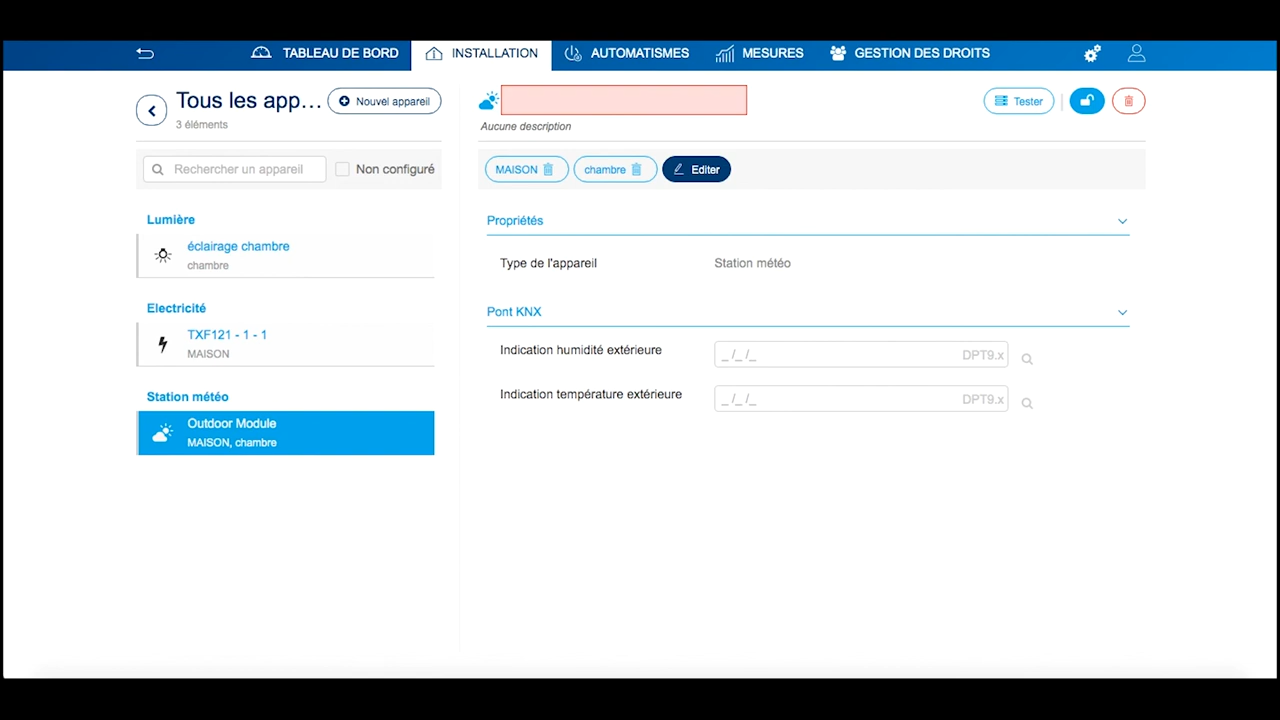 TABLEAU DE BORD
INSTALLATION
AUTOMATISMES
MESURES
GESTION DES DROITS
Tous les app...
Nouvel appareil
3 éléments
Rechercher un appareil
Non configuré
Lumière
éclairage chambre
chambre
Electricité
TXF121 - 1 - 1
MAISON
Station météo
Outdoor Module
MAISON, chambre
Tester
Aucune description
MAISON
chambre
Editer
Propriétés
Type de l'appareil
Station météo
Pont KNX
Indication humidité extérieure
_ /_ /_
DPT9.x
Indication température extérieure
_ /_ /_
DPT9.x